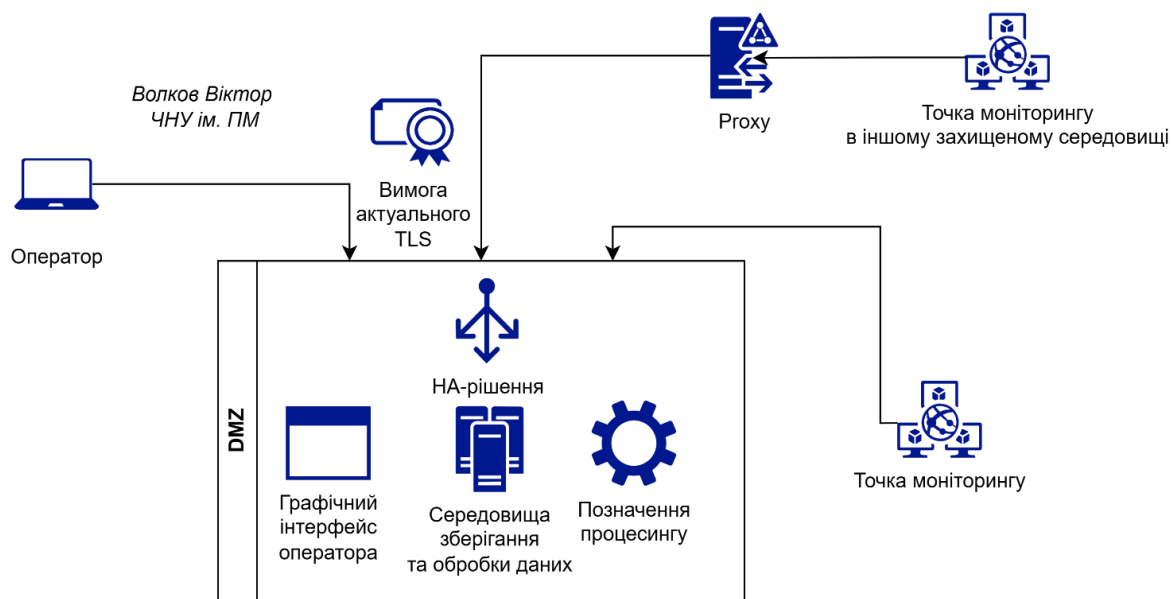 Волков Віктор
ЧНУ ім. ПМ
Proxy
Точка моніторингу
в іншому захищеному середовищі
Вимога
актуального
TLS
Оператор
DMZ
НА-рішення
Графічний
інтерфейс
оператора
Середовища
зберігання
та обробки даних
Позначення
процесингу
Точка моніторингу